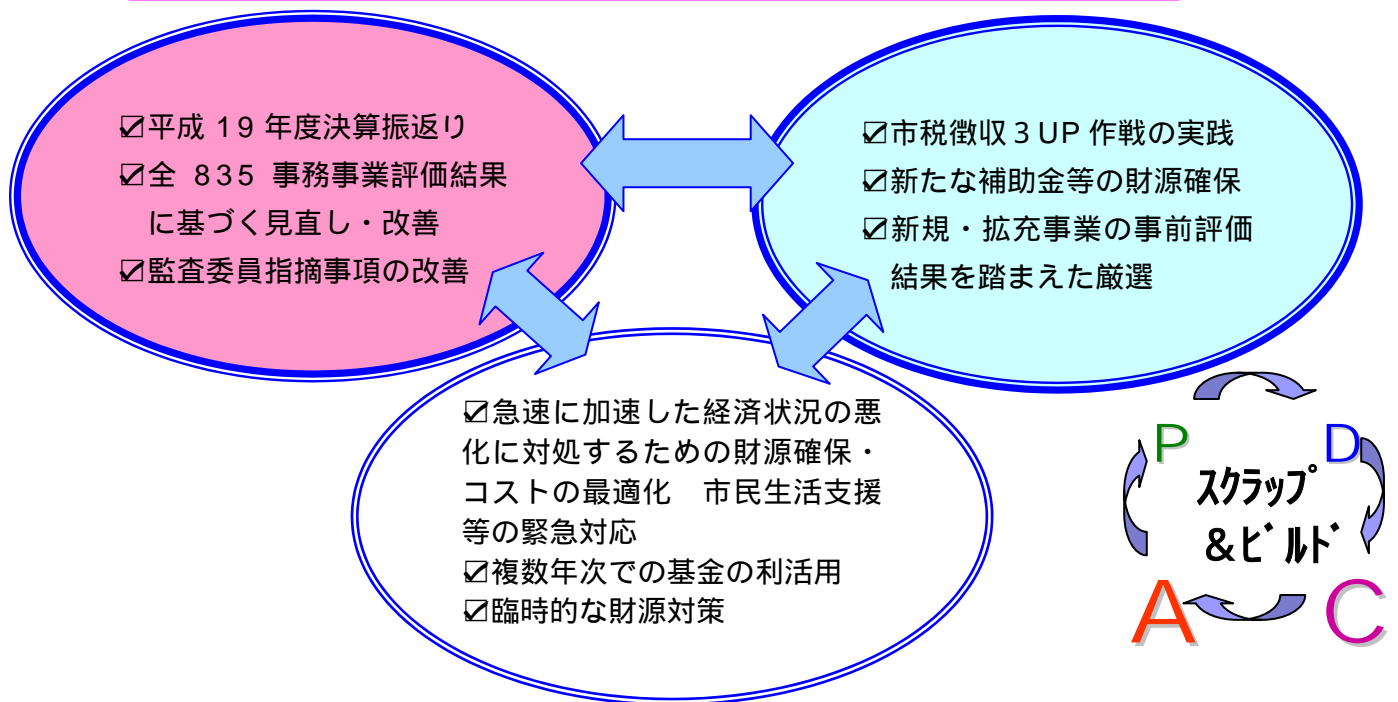 ☑平成 19 年度決算振返り
☑全 835 事務事業評価結果
に基づく見直し・改善
☑監査委員指摘事項の改善
☑市税徴収3UP 作戦の実践
☑新たな補助金等の財源確保
☑新規・拡充事業の事前評価
結果を踏まえた厳選
☑急速に加速した経済状況の悪
化に対処するための財源確保・
コストの最適化　市民生活支援
等の緊急対応
☑複数年次での基金の利活用
☑臨時的な財源対策
P D
スクラップ
&ビルド
A C